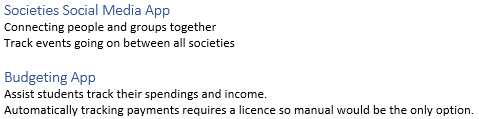 Societies Social Media App
Connecting people and groups together
Track events going on between all societies
Budgeting App
Assist students track their spendings and income.
Automatically tracking payments requires a licence so manual would be the only option.